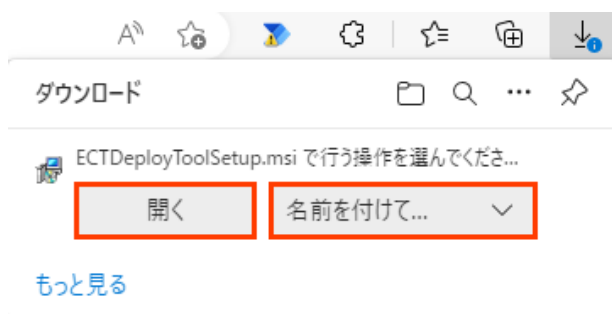 ダウンロード
ECTDeployToolSetup.msi で行う操作を選んでくださ...
開く
名前を付けて...
もっと見る